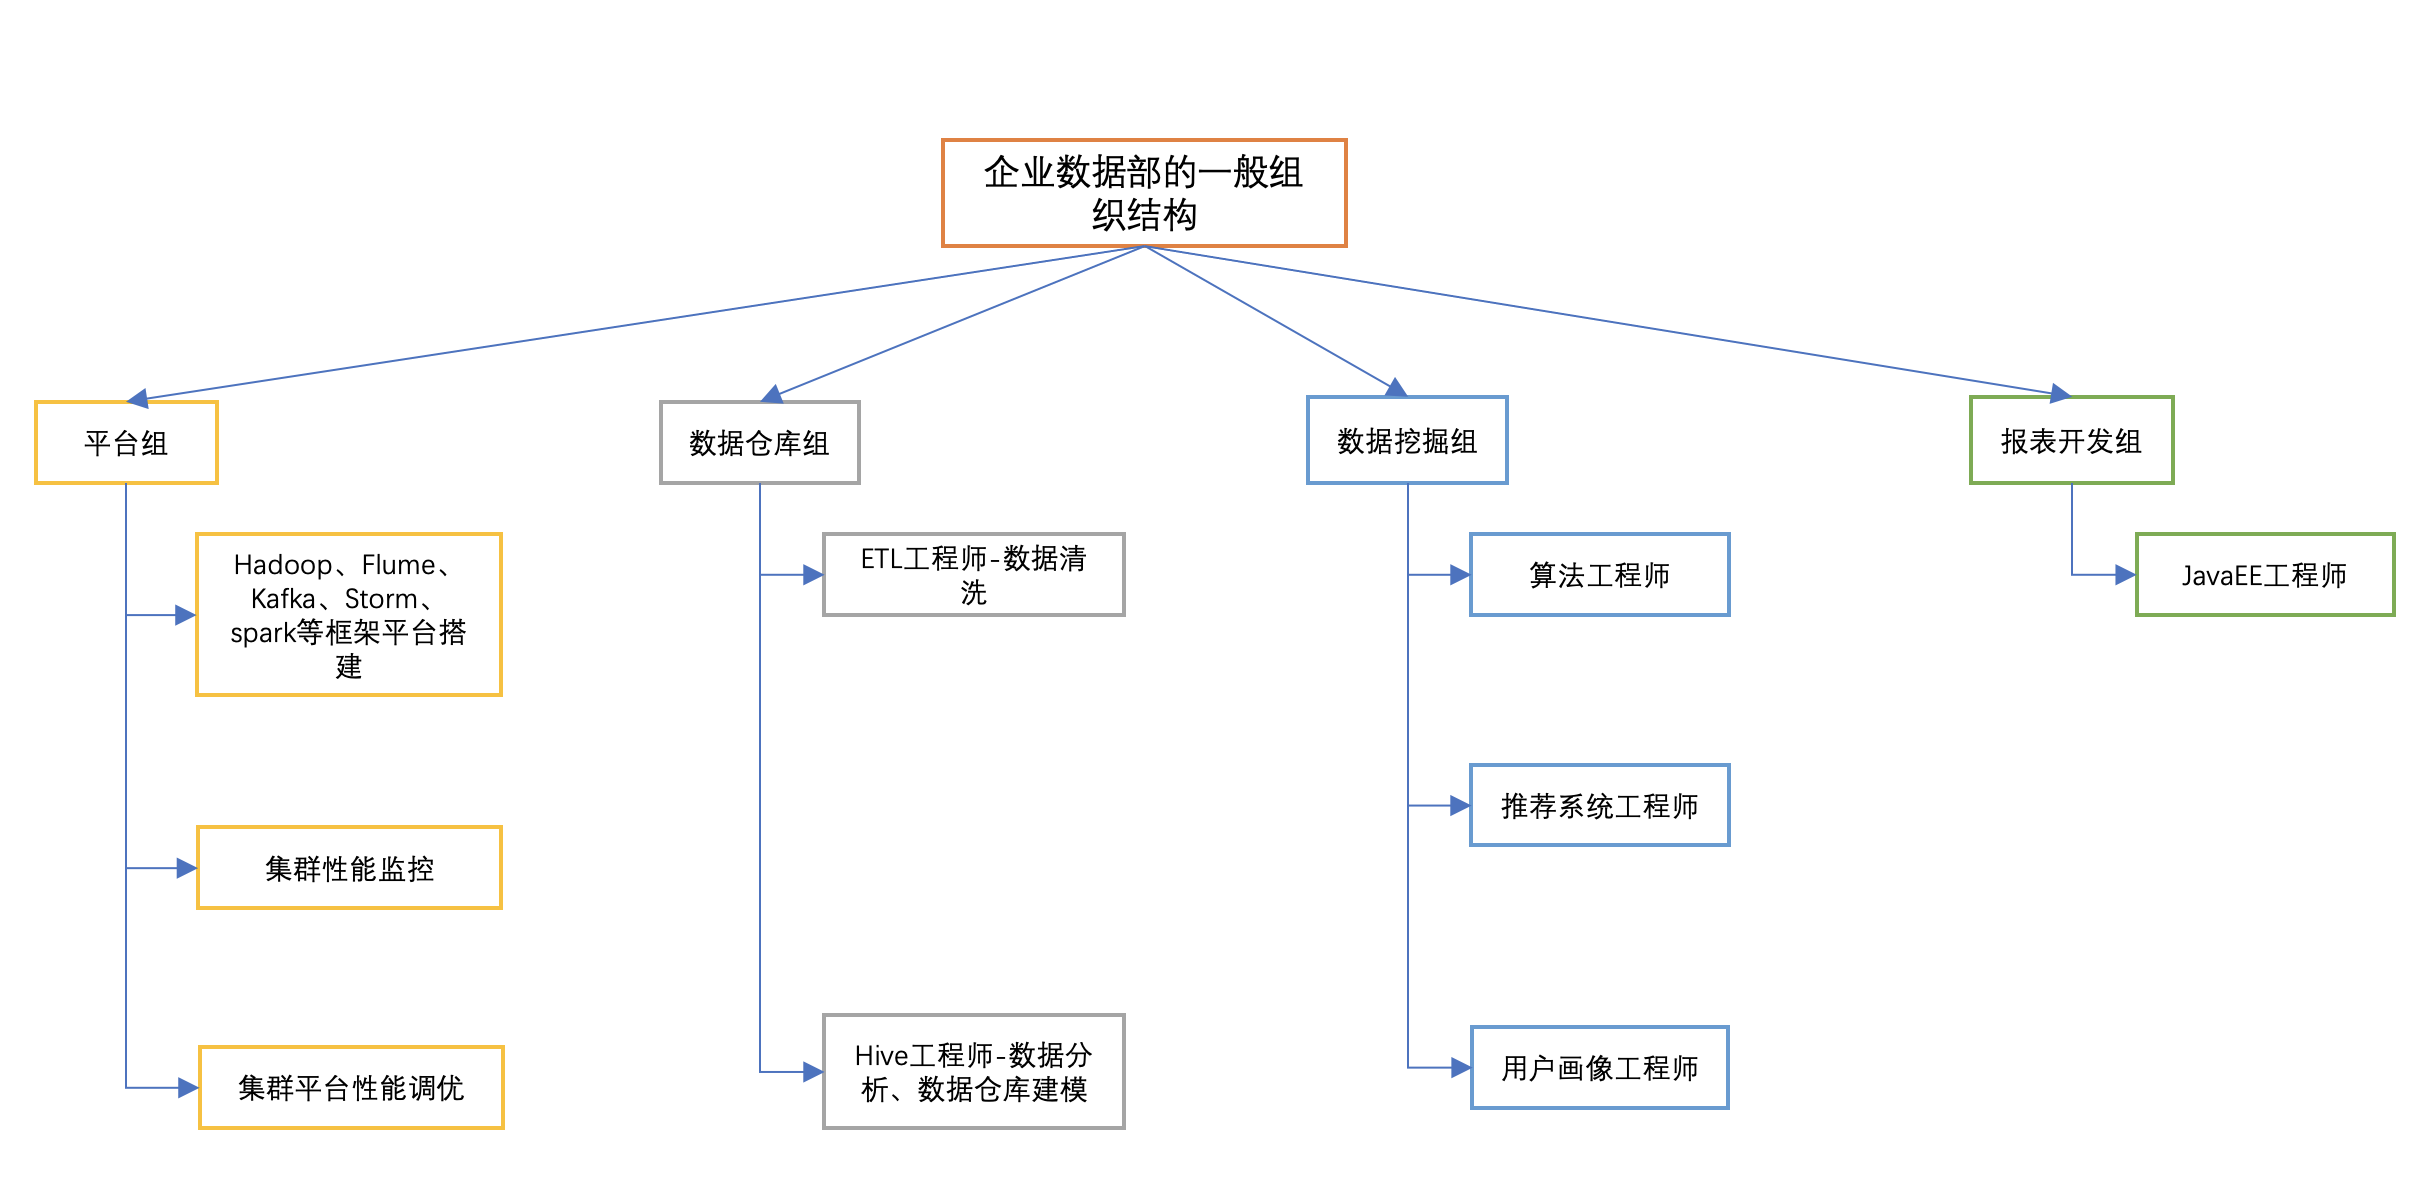 企业数据部的一般组
织结构
平台组
数据仓库组
数据挖掘组
报表开发组
Hadoop、Flume、
Kafka、Storm、
spark等框架平台搭
建
集群性能监控
集群平台性能调优
ETL工程师-数据清
洗
Hive工程师-数据分
析、数据仓库建模
算法工程师
推荐系统工程师
用户画像工程师
JavaEE工程师